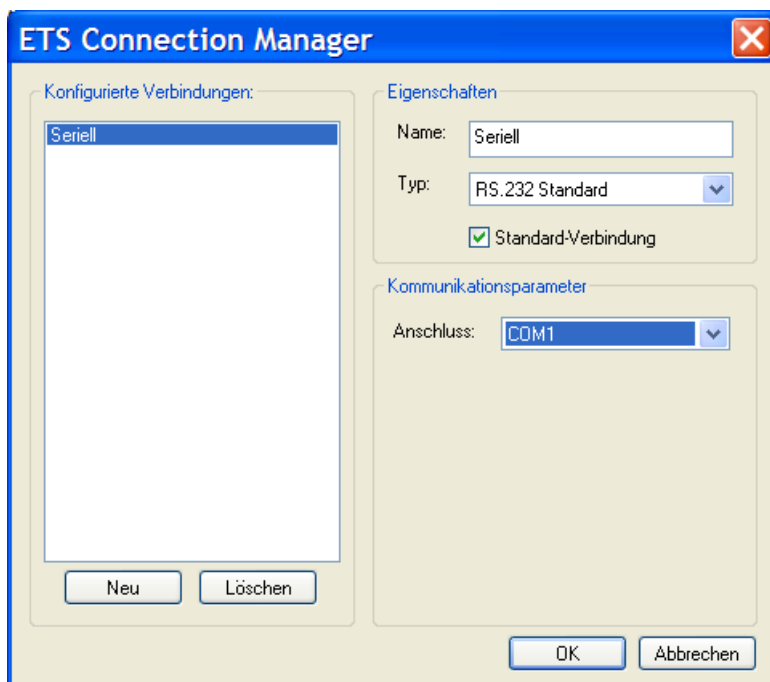 ETS Connection Manager
Konfigurierte Verbindungen:
Seriell
Neu
Löschen
Eigenschaften
Name:
Seriell
Typ:
RS.232 Standard
Standard-Verbindung
Kommunikationsparameter
Anschluss:
COM1
OK
Abbrechen